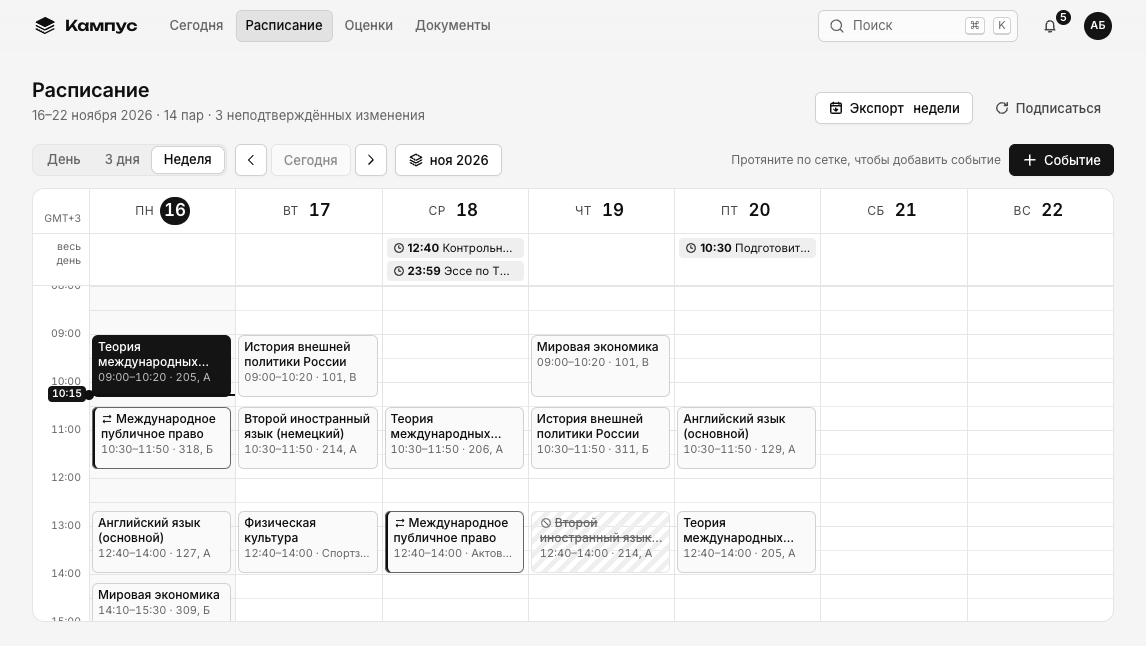 Кампус
Сегодня
Расписание
Оценки
Документы
Поиск
⌘ K
5
АБ
Расписание
16–22 ноября 2026 · 14 пар · 3 неподтверждённых изменения
Экспорт недели
Подписаться
День
3 дня
Неделя
Сегодня
ноя 2026
Протяните по сетке, чтобы добавить событие
Событие
GMT+3
ПН 16
ВТ 17
СР 18
ЧТ 19
ПТ 20
СБ 21
ВС 22
весь
день
12:40 Контрольн...
23:59 Эссе по Т...
10:30 Подготовит...
08:00
09:00
10:00
10:15
11:00
12:00
13:00
14:00
15:00
Теория
международных...
09:00–10:20 · 205, А
Международное
публичное право
10:30–11:50 · 318, Б
Английский язык
(основной)
12:40–14:00 · 127, А
Мировая экономика
14:10–15:30 · 309, Б
История внешней
политики России
09:00–10:20 · 101, В
Второй иностранный
язык (немецкий)
10:30–11:50 · 214, А
Физическая
культура
12:40–14:00 · Спортз...
Теория
международных...
10:30–11:50 · 206, А
Международное
публичное право
12:40–14:00 · Актов...
Мировая экономика
09:00–10:20 · 101, В
История внешней
политики России
10:30–11:50 · 311, Б
Второй
иностранный язык...
12:40–14:00 · 214, А
Английский язык
(основной)
10:30–11:50 · 129, А
Теория
международных...
12:40–14:00 · 205, А